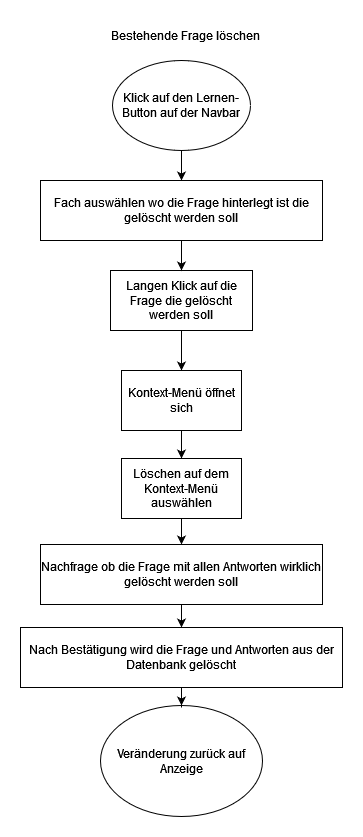 Bestehende Frage löschen
Klick auf den Lernen-
Button auf der Navbar
Fach auswählen wo die Frage hinterlegt ist die
gelöscht werden soll
Langen Klick auf die
Frage die gelöscht
werden soll
Kontext-Menü öffnet
sich
Löschen auf dem
Kontext-Menü
auswählen
Nachfrage ob die Frage mit allen Antworten wirklich
gelöscht werden soll
Nach Bestätigung wird die Frage und Antworten aus der
Datenbank gelöscht
Veränderung zurück auf
Anzeige